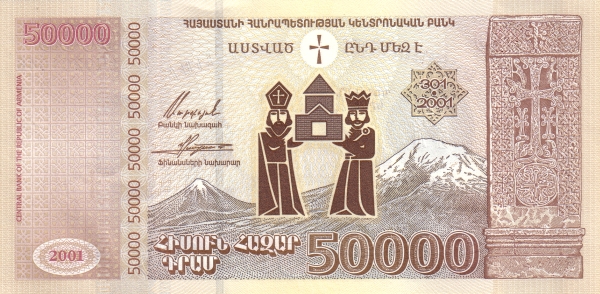 50000
ՀԱՅԱՍՏԱՆԻ ՀԱՆՐԱՊԵՏՈՒԹՅԱՆ ԿԵՆՏՐՈՆԱԿԱՆ ԲԱՆԿ
ԱՍՏՎԱԾ ԸՆԴ ՄԵԶ Է
301
2001
Բանկի Նախագահ
Ֆինանսների Նախարար
CENTRAL BANK OF THE REPUBLIC OF ARMENIA
50000 50000 50000 50000 50000
2001
ՀԻՍՈՒՆ ՀԱԶԱՐ
ԴՐԱՄ
50000